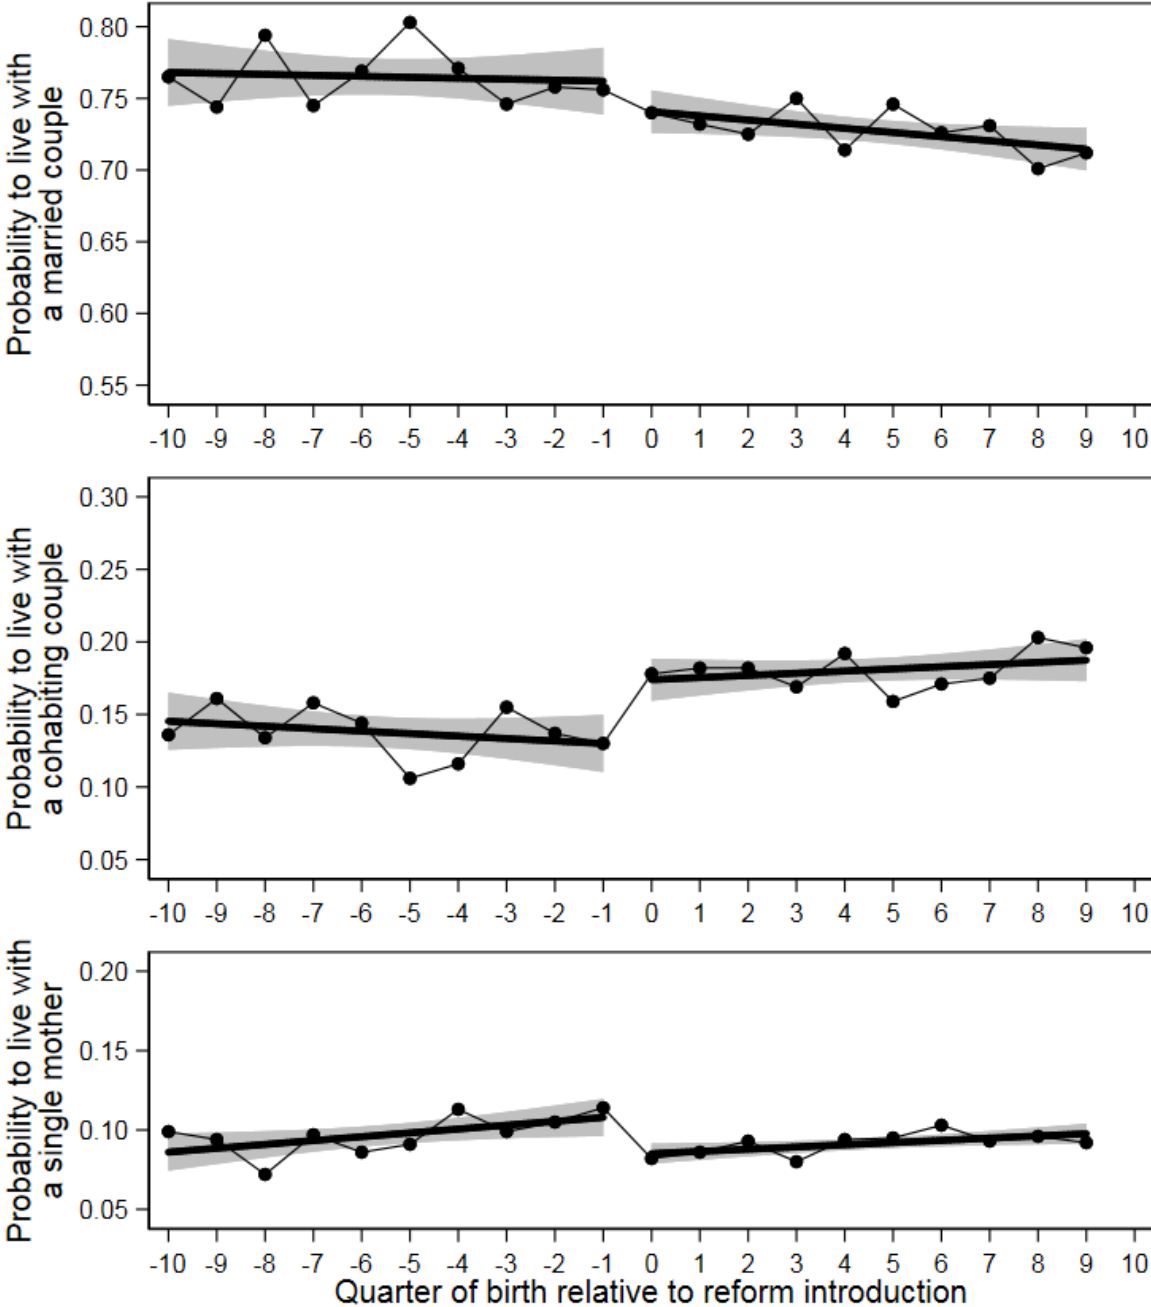 Probability to live with
a married couple
0.80
0.75
0.70
0.65
0.60
0.55
-10 -9 -8 -7 -6 -5 -4 -3 -2 -1 0 1 2 3 4 5 6 7 8 9 10
Probability to live with
a cohabiting couple
0.30
0.25
0.20
0.15
0.10
0.05
-10 -9 -8 -7 -6 -5 -4 -3 -2 -1 0 1 2 3 4 5 6 7 8 9 10
Probability to live with
a single mother
0.20
0.15
0.10
0.05
-10 -9 -8 -7 -6 -5 -4 -3 -2 -1 0 1 2 3 4 5 6 7 8 9 10
Quarter of birth relative to reform introduction